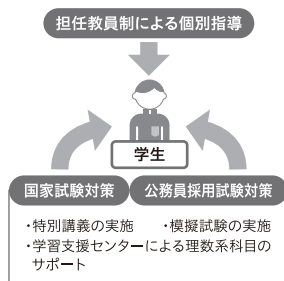 担任教員制による個別指導
学生
国家試験対策
公務員採用試験対策
・特別講義の実施 ・模擬試験の実施
・学習支援センターによる理数系科目の
サポート